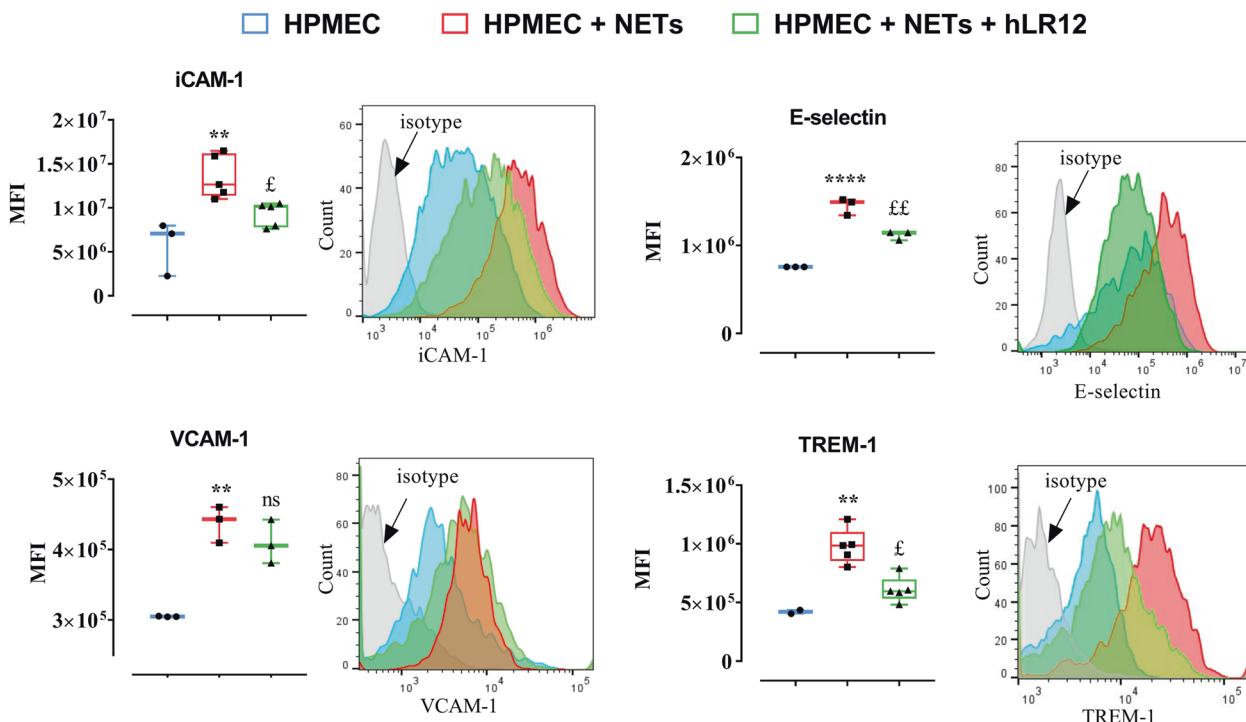 HPMEC HPMEC + NETs HPMEC + NETs + hLR12
iCAM-1
MFI
2×10⁷
1.5×10⁷
1×10⁷
5×10⁶
0
**
£
Count
60
40
20
0
isotype
10³ 10⁴ 10⁵ 10⁶
iCAM-1
E-selectin
MFI
2×10⁶
1×10⁶
0
****
££
Count
80
60
40
20
0
isotype
10³ 10⁴ 10⁵ 10⁶ 10⁷
E-selectin
VCAM-1
MFI
5×10⁵
4×10⁵
3×10⁵
**
ns
Count
80
60
40
20
0
isotype
10³ 10⁴ 10⁵
VCAM-1
TREM-1
MFI
1.5×10⁶
1×10⁶
5×10⁵
0
**
£
Count
100
80
60
40
20
0
isotype
10³ 10⁴ 10⁵
TREM-1